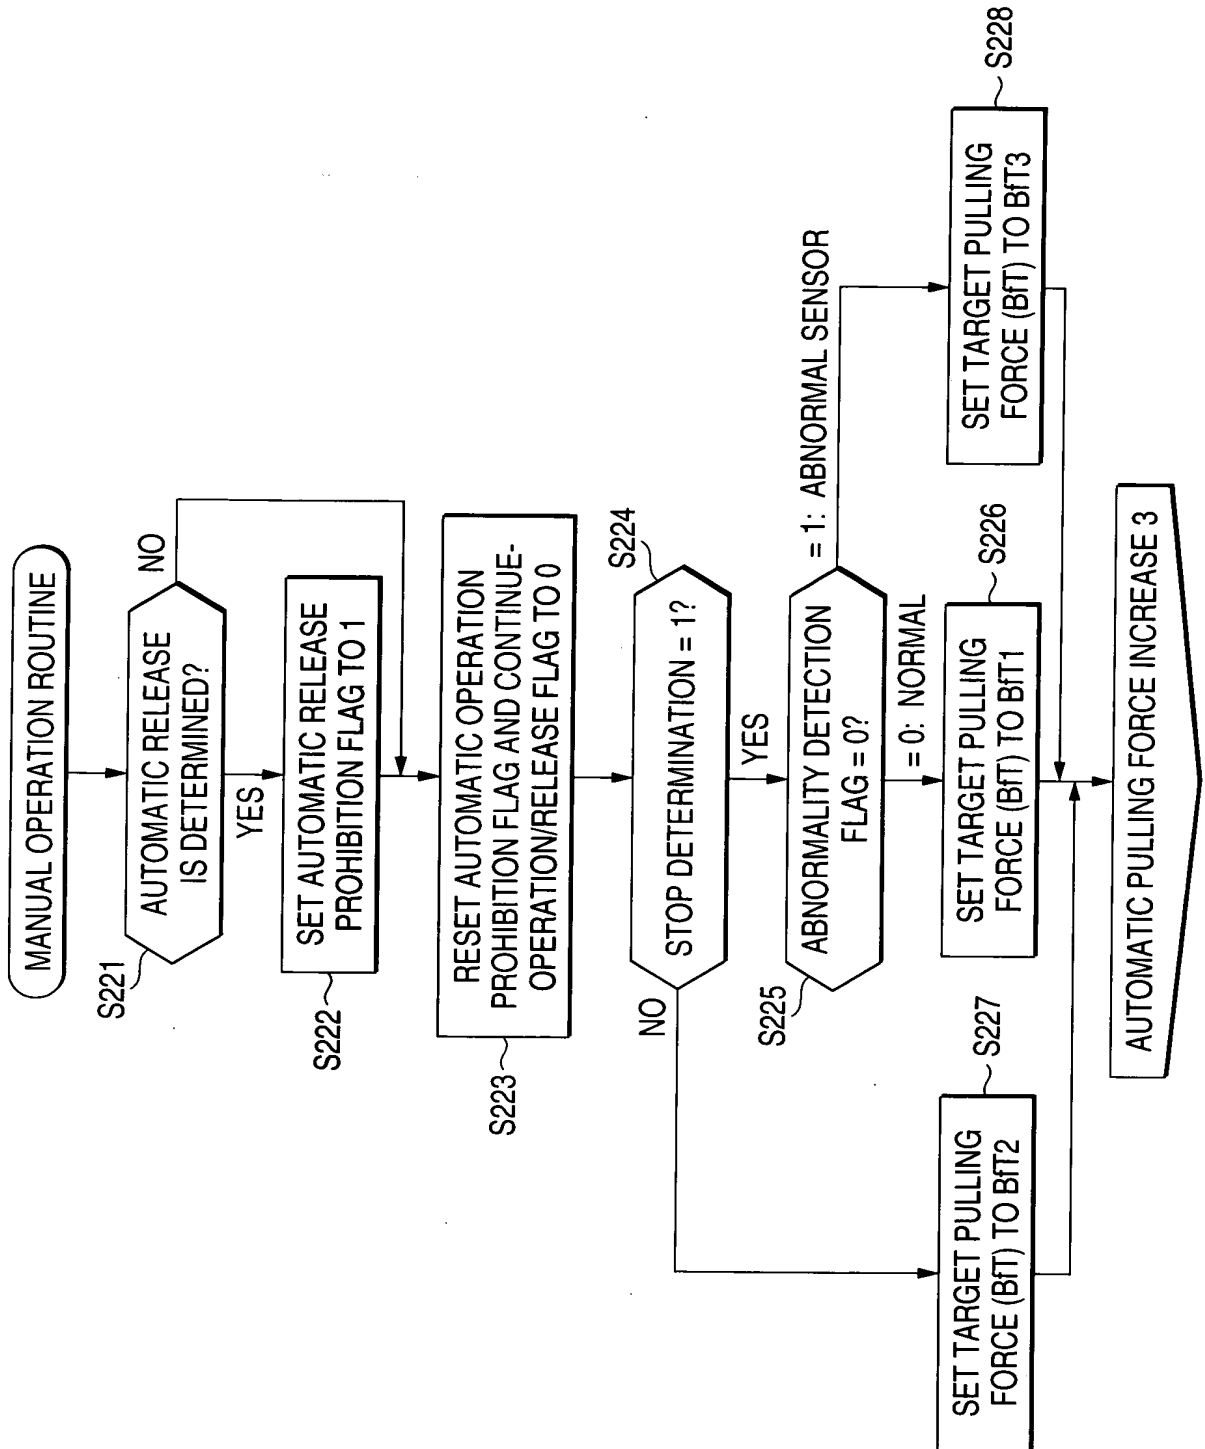 MANUAL OPERATION ROUTINE
S221
AUTOMATIC RELEASE
IS DETERMINED?
NO
YES
S222
SET AUTOMATIC RELEASE
PROHIBITION FLAG TO 1
S223
RESET AUTOMATIC OPERATION
PROHIBITION FLAG AND CONTINUE-
OPERATION/RELEASE FLAG TO 0
S224
STOP DETERMINATION = 1?
NO
YES
S225
ABNORMALITY DETECTION
FLAG = 0?
= 1: ABNORMAL SENSOR
= 0: NORMAL
S227
SET TARGET PULLING
FORCE (BfT) TO BfT2
S226
SET TARGET PULLING
FORCE (BfT) TO BfT1
S228
SET TARGET PULLING
FORCE (BfT) TO BfT3
AUTOMATIC PULLING FORCE INCREASE 3